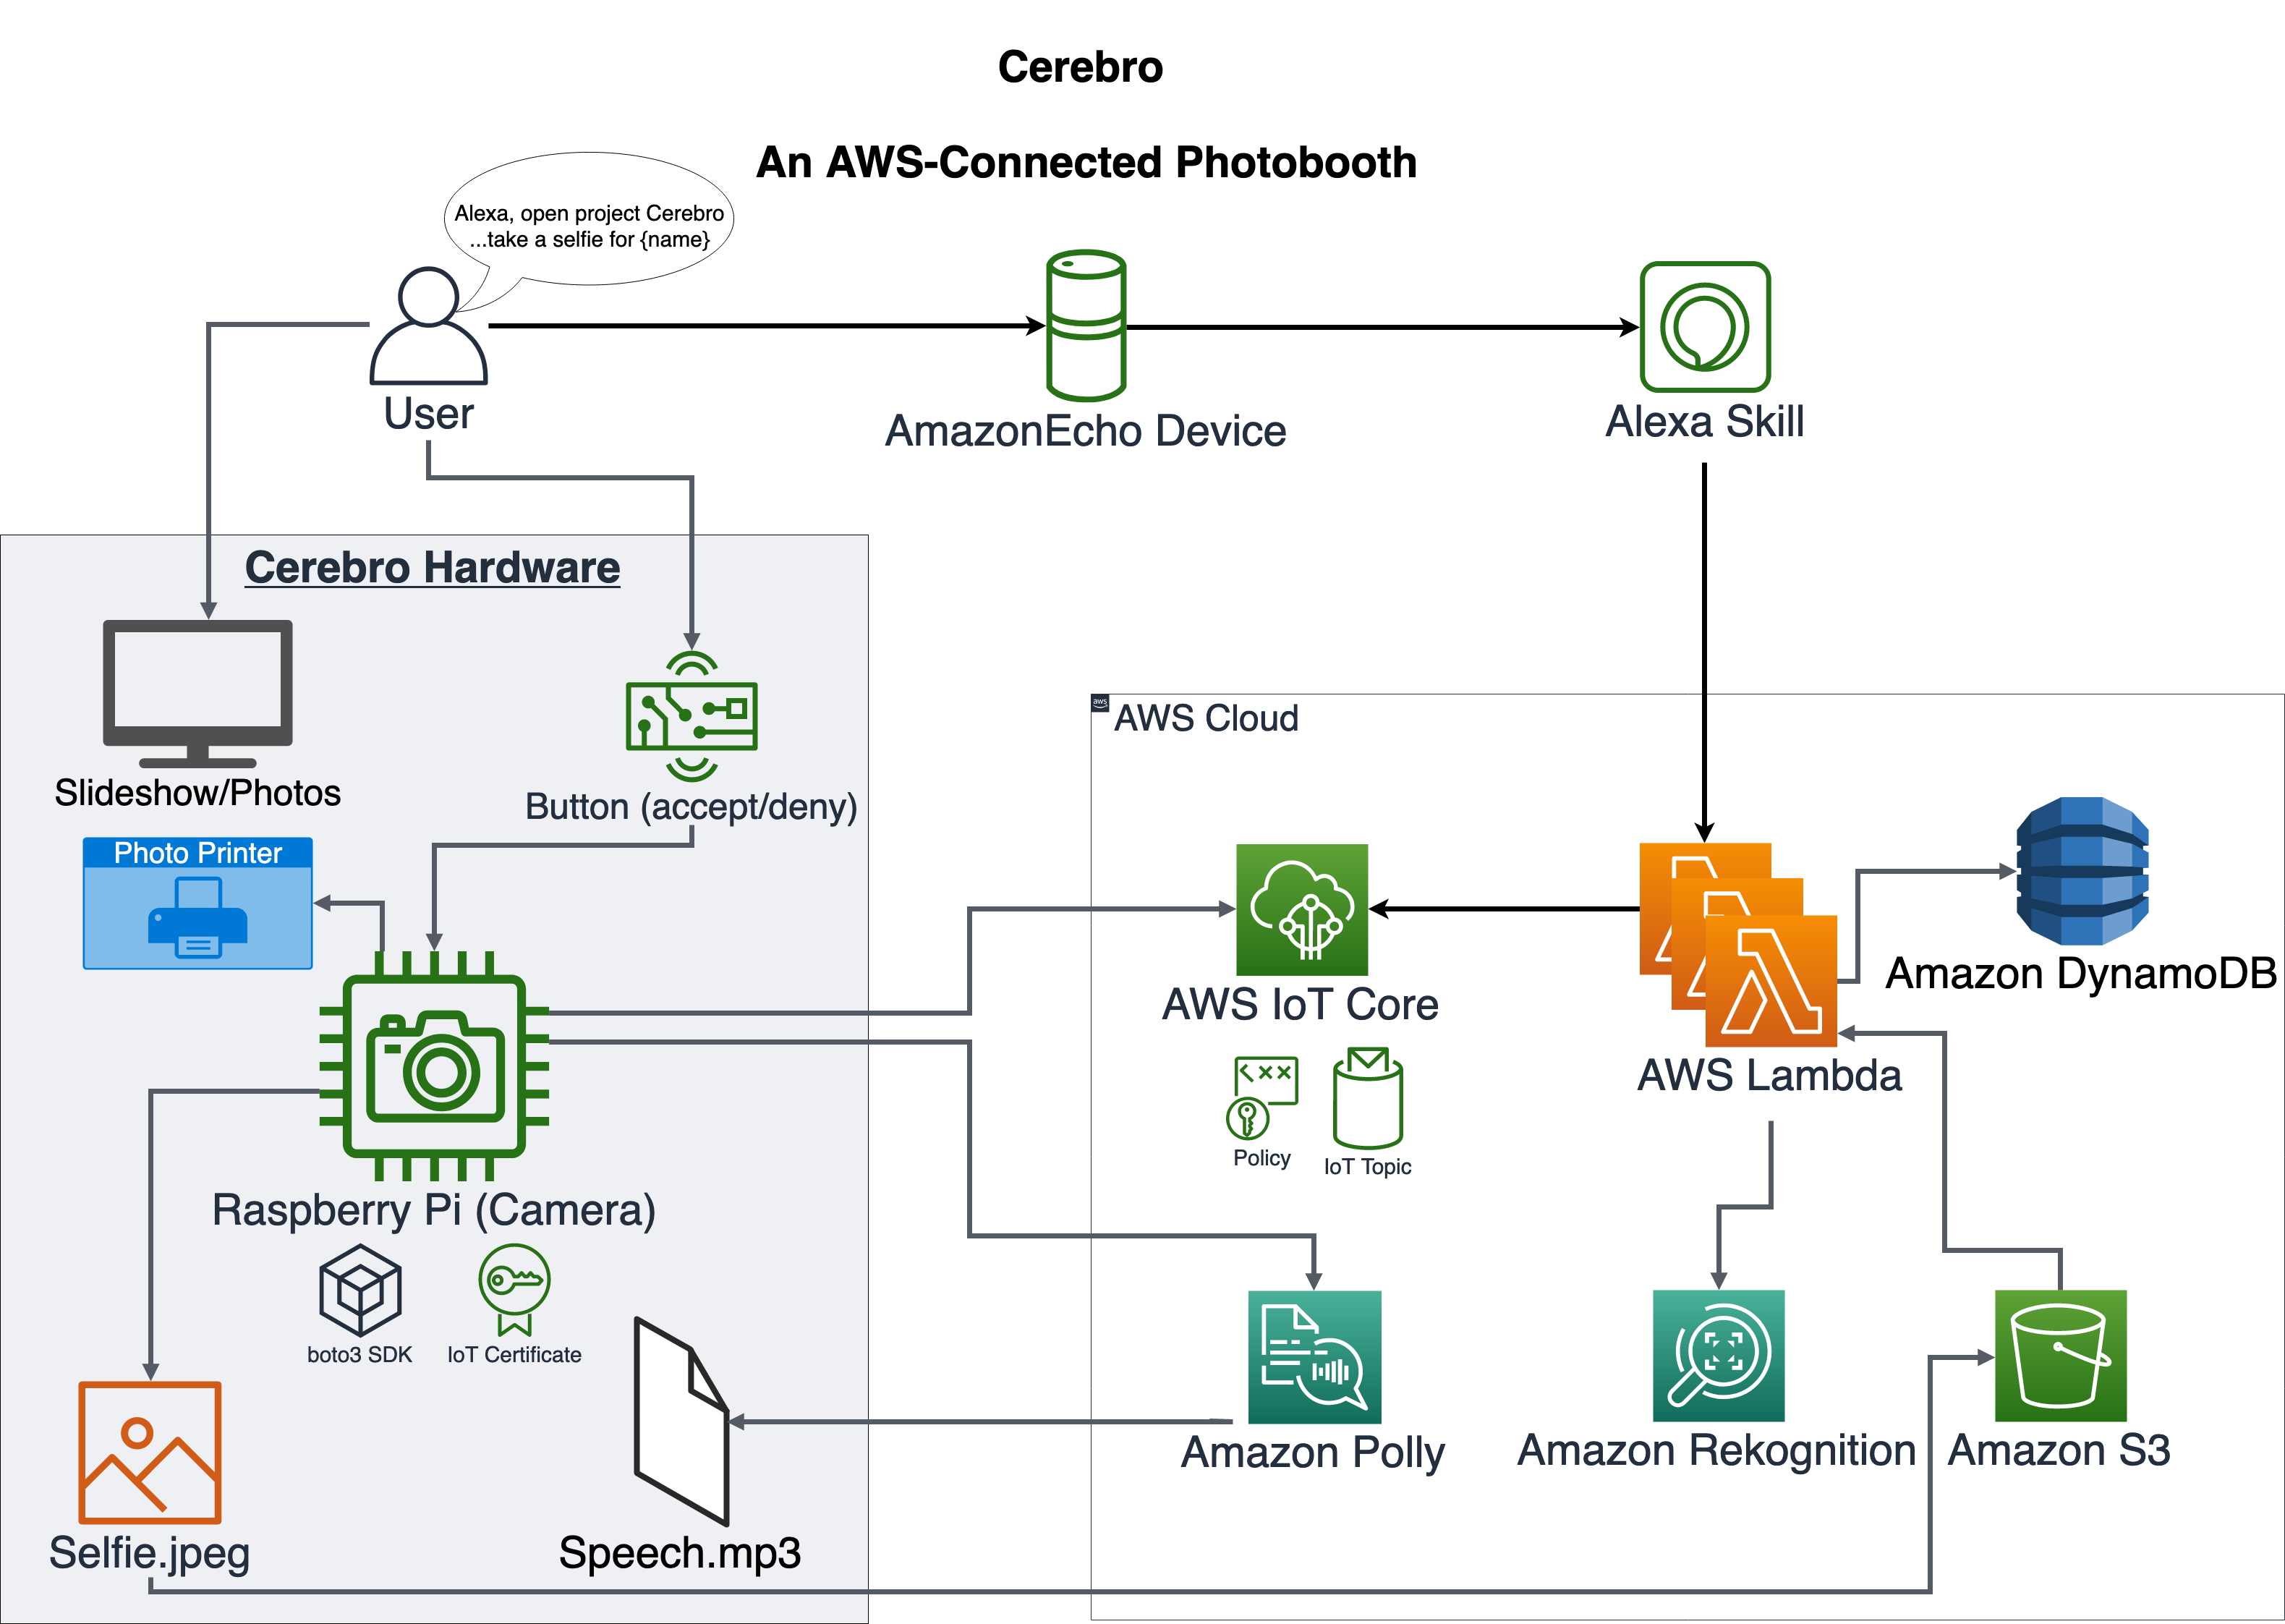 Cerebro
An AWS-Connected Photobooth
Alexa, open project Cerebro
...take a selfie for {name}
User
AmazonEcho Device
Alexa Skill
Cerebro Hardware
Slideshow/Photos
Button (accept/deny)
Photo Printer
Raspberry Pi (Camera)
boto3 SDK
IoT Certificate
Selfie.jpeg
Speech.mp3
aws
AWS Cloud
AWS IoT Core
Policy
IoT Topic
AWS Lambda
Amazon DynamoDB
Amazon Polly
Amazon Rekognition
Amazon S3